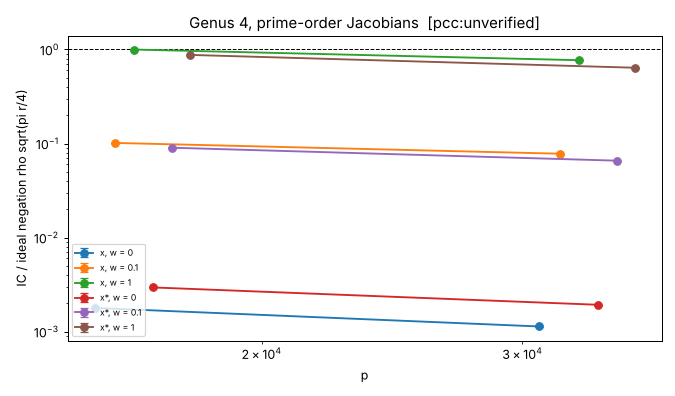 Genus 4, prime-order Jacobians [pcc:unverified]
IC / ideal negation rho sqrt(pi r/4)
10⁰
10⁻¹
10⁻²
10⁻³
x, w = 0
x, w = 0.1
x, w = 1
x*, w = 0
x*, w = 0.1
x*, w = 1
2 × 10⁴
3 × 10⁴
p